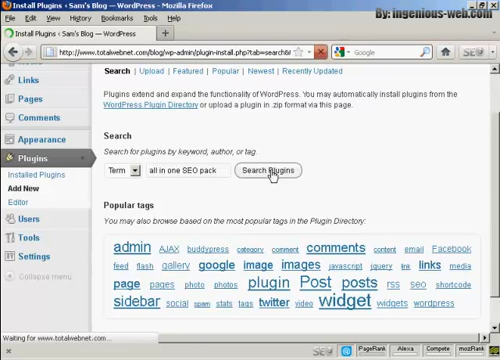 Install Plugins ‹ Sam's Blog — WordPress - Mozilla Firefox
By: ingenious-web.com
File Edit View History Bookmarks Tools Help
Install Plugins ‹ Sam's Blog — WordPress
http://www.totalwebnet.com/blog/wp-admin/plugin-install.php?tab=search&
Google
Links
Pages
Comments
Appearance
Plugins
Installed Plugins
Add New
Editor
Users
Tools
Settings
Collapse menu
Search | Upload | Featured | Popular | Newest | Recently Updated
Plugins extend and expand the functionality of WordPress. You may automatically install plugins from the
WordPress Plugin Directory or upload a plugin in .zip format via this page.
Search
Search for plugins by keyword, author, or tag.
Term all in one SEO pack Search Plugins
Popular tags
You may also browse based on the most popular tags in the Plugin Directory:
admin AJAX buddypress category comment comments content email Facebook
feed flash gallery google image images javascript jquery link links media
page pages photo photos plugin Post posts rss seo shortcode
sidebar social spam stats tags twitter video widget widgets wordpress
Waiting for www.totalwebnet.com...
PageRank Alexa Compete mozRank